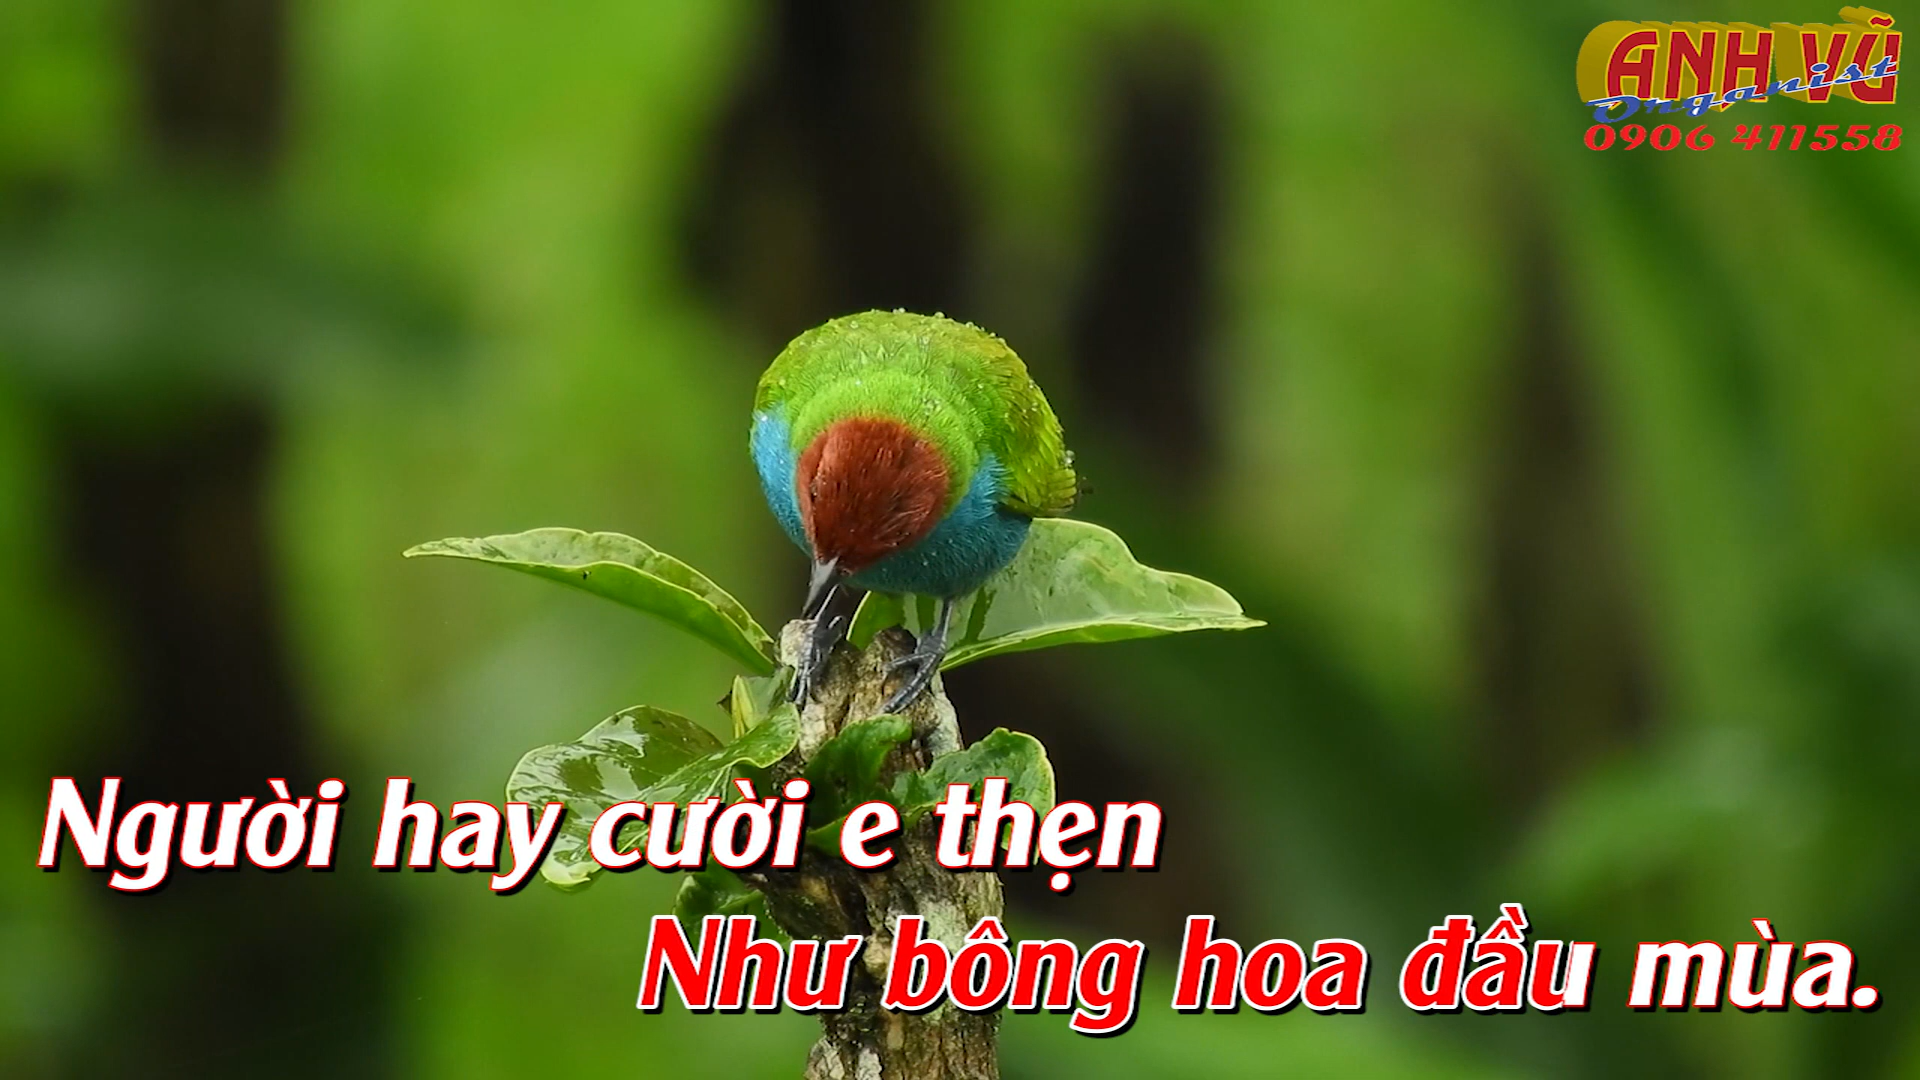 ANH VŨ
Organist
0906 411558
Người hay cười e thẹn
Như bông hoa đầu mùa.